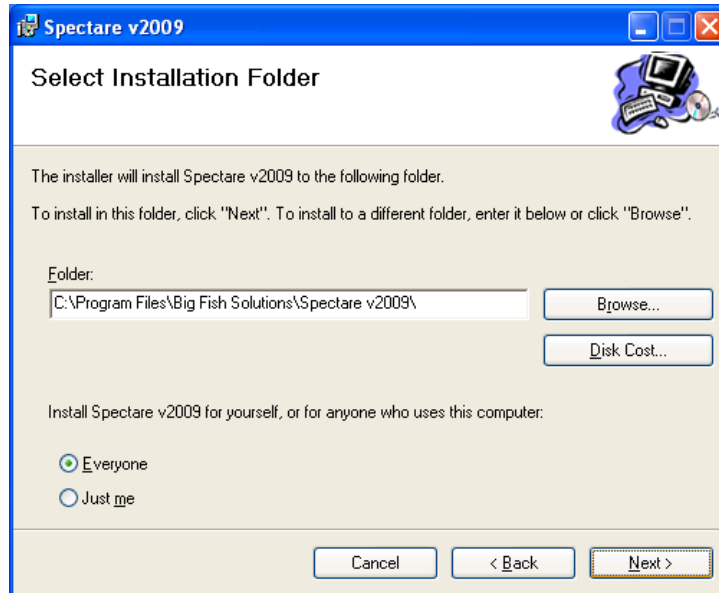 Spectare v2009
Select Installation Folder
The installer will install Spectare v2009 to the following folder.
To install in this folder, click "Next". To install to a different folder, enter it below or click "Browse".
Folder:
C:\Program Files\Big Fish Solutions\Spectare v2009\
Browse...
Disk Cost...
Install Spectare v2009 for yourself, or for anyone who uses this computer:
Everyone
Just me
Cancel < Back Next >